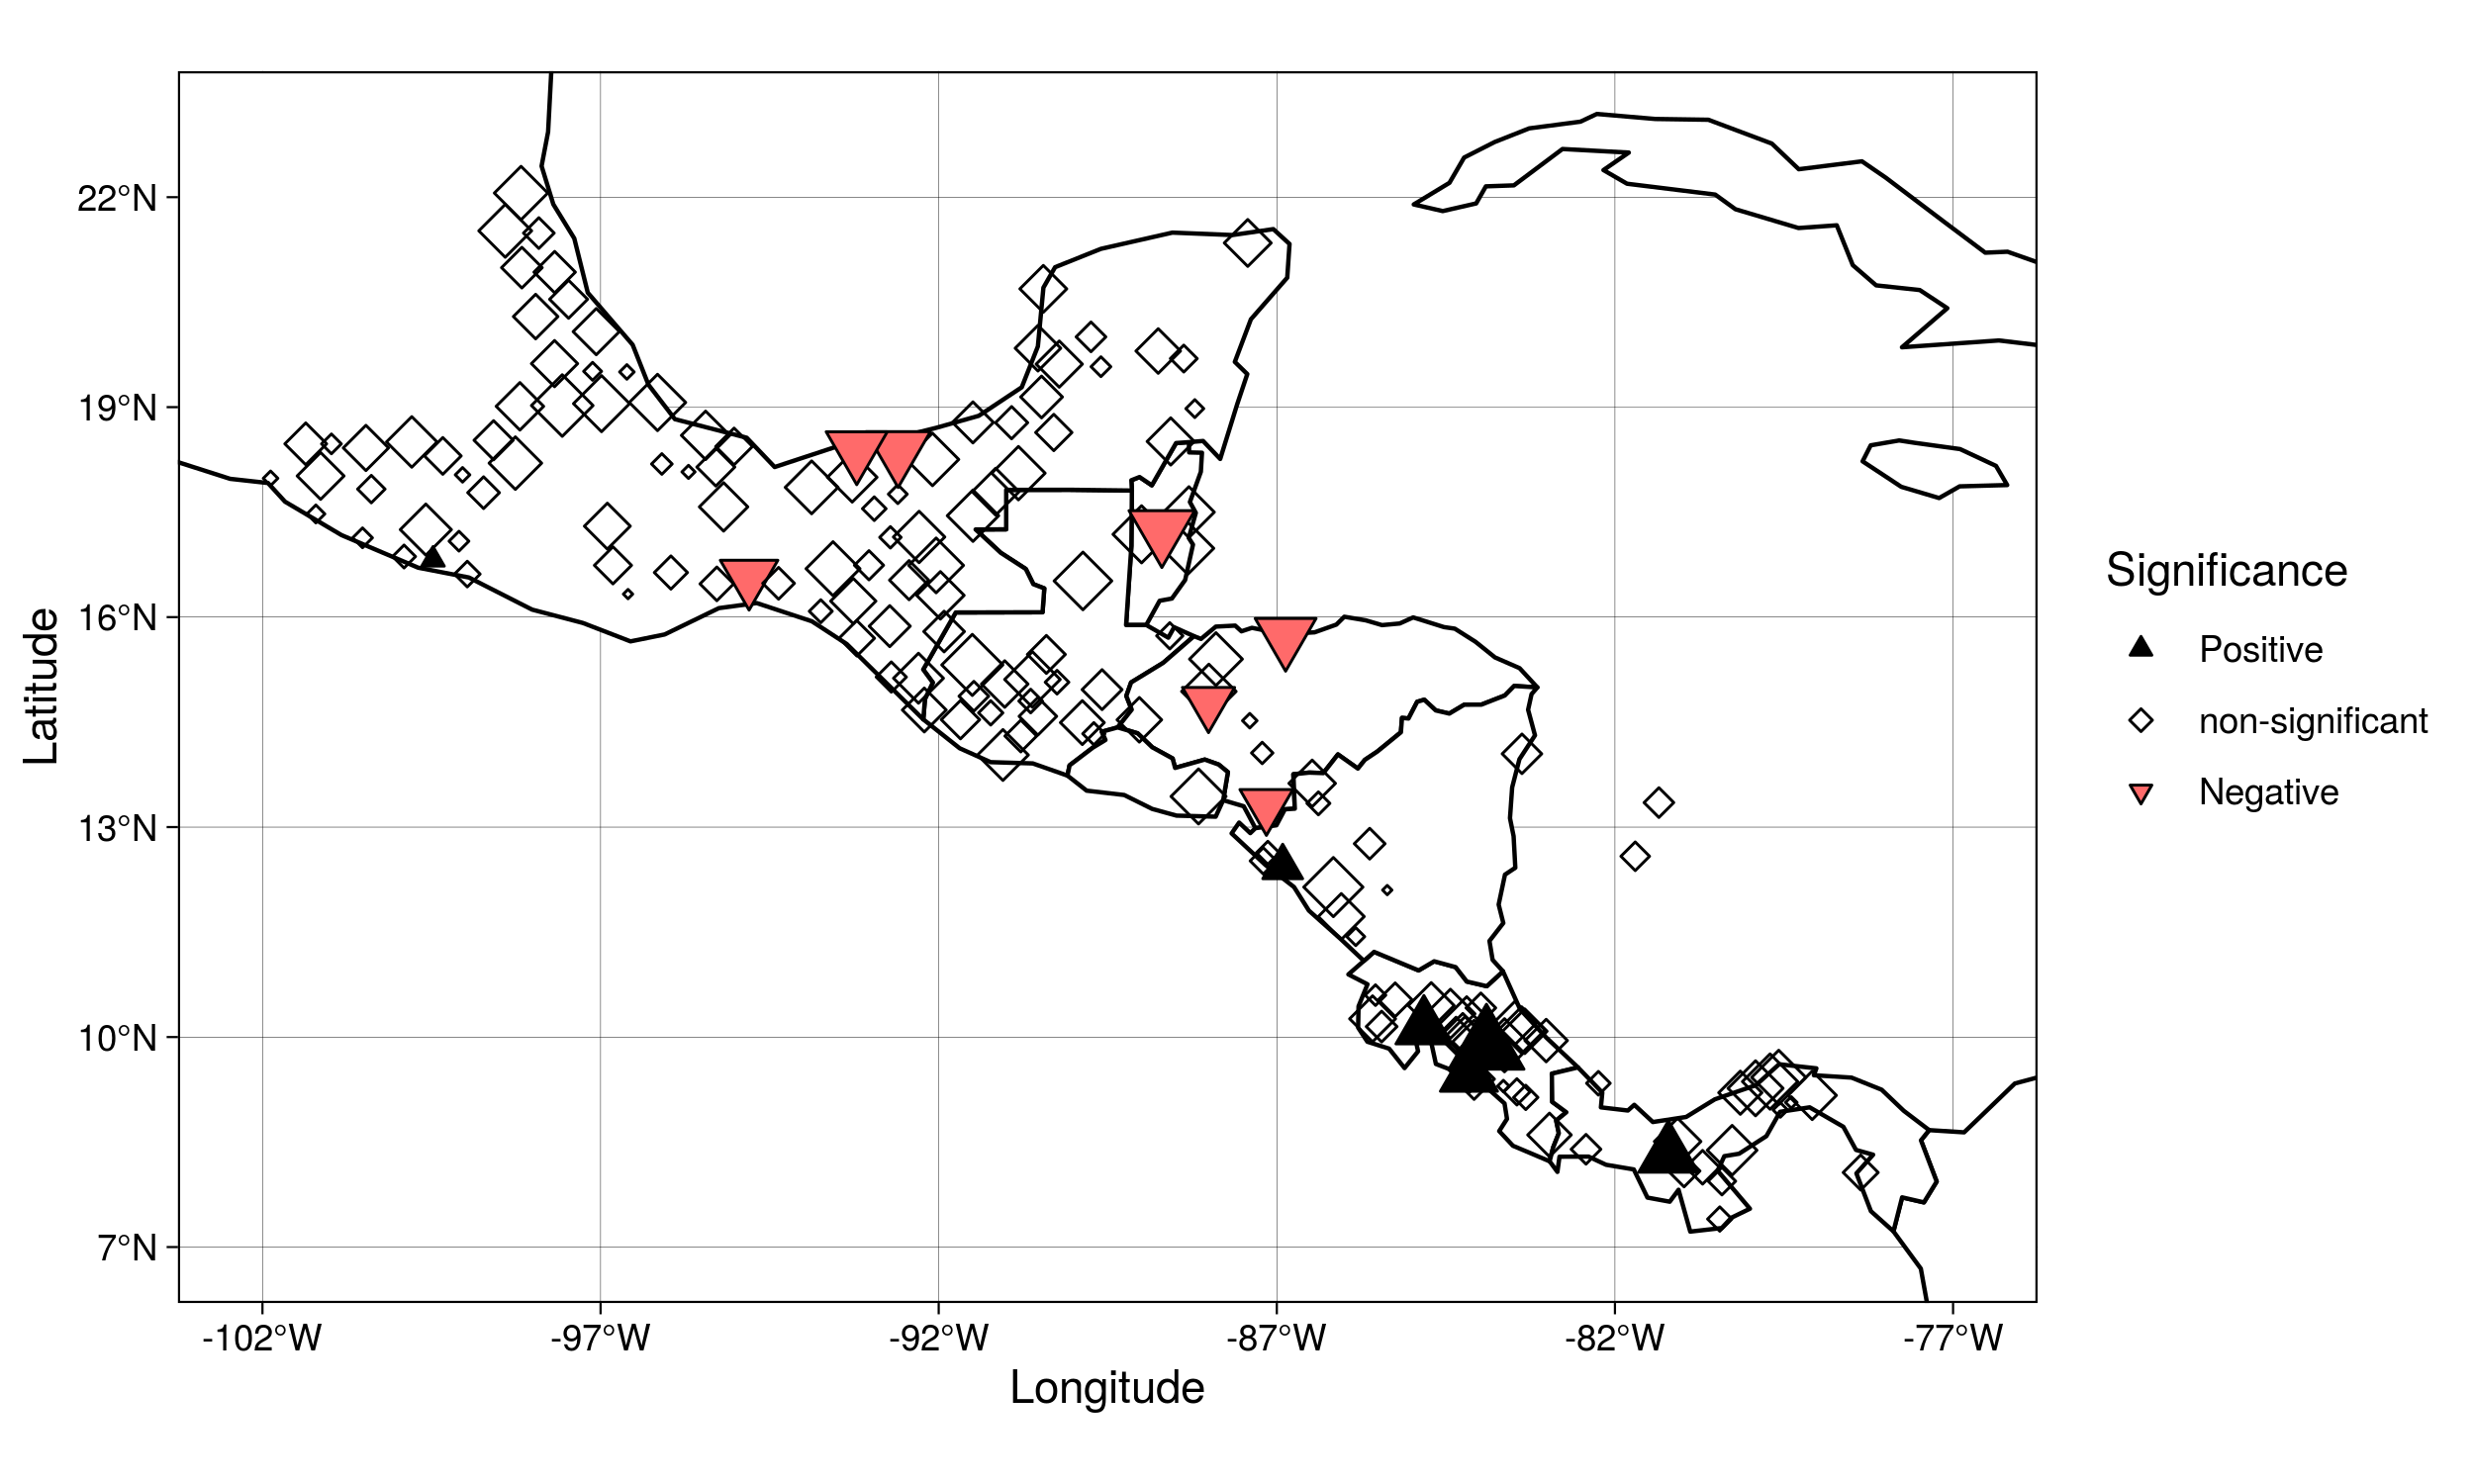 22°N
19°N
16°N
13°N
10°N
7°N
Latitude
-102°W
-97°W
-92°W
-87°W
-82°W
-77°W
Longitude
Significance
Positive
non-significant
Negative